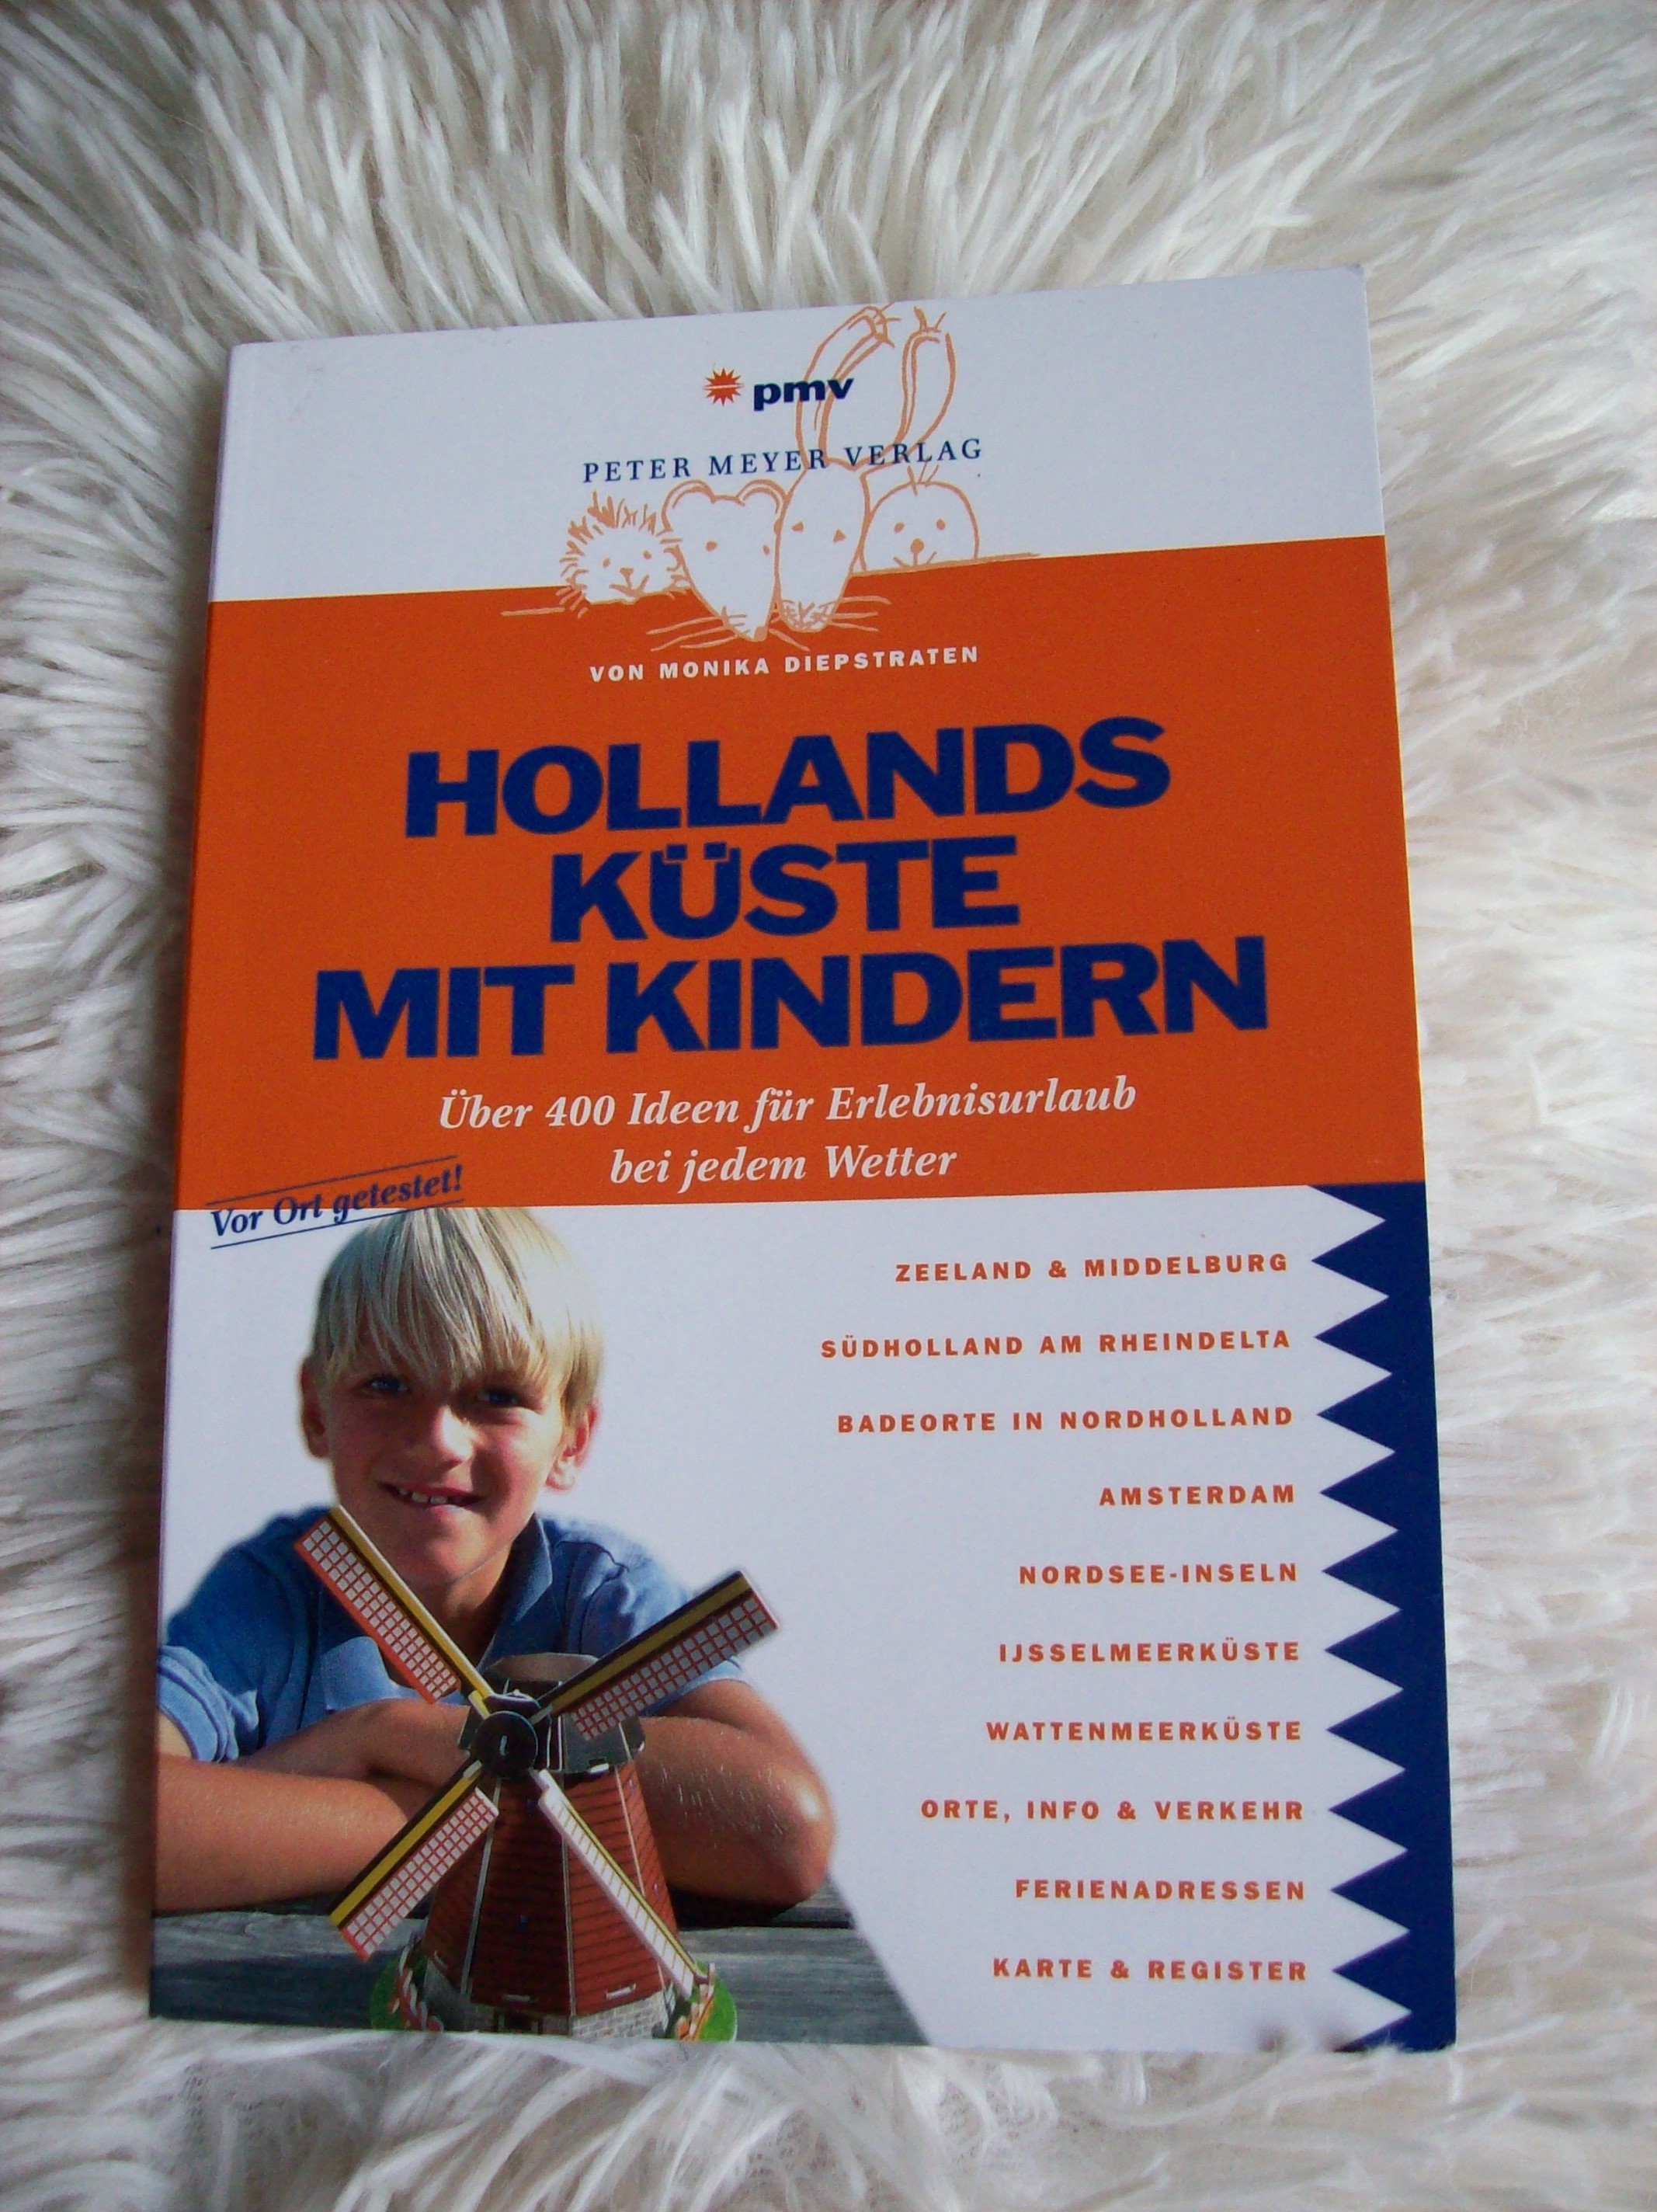 pmv
PETER MEYER VERLAG
VON MONIKA DIEPSTRATEN
HOLLANDS
KÜSTE
MIT KINDERN
Über 400 Ideen für Erlebnisurlaub
bei jedem Wetter
Vor Ort getestet!
ZEELAND & MIDDELBURG
SÜDHOLLAND AM RHEINDELTA
BADEORTE IN NORDHOLLAND
AMSTERDAM
NORDSEE-INSELN
IJSSELMEERKÜSTE
WATTENMEERKÜSTE
ORTE, INFO & VERKEHR
FERIENADRESSEN
KARTE & REGISTER